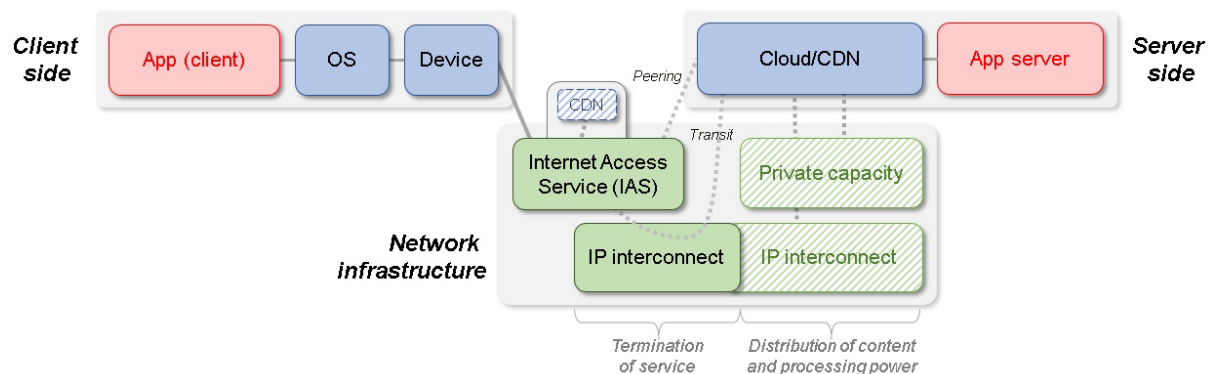 Client
side
App (client)
OS
Device
Peering
Cloud/CDN
App server
Server
side
CDN
Transit
Internet Access
Service (IAS)
Private capacity
Network
infrastructure
IP interconnect
IP interconnect
Termination
of service
Distribution of content
and processing power